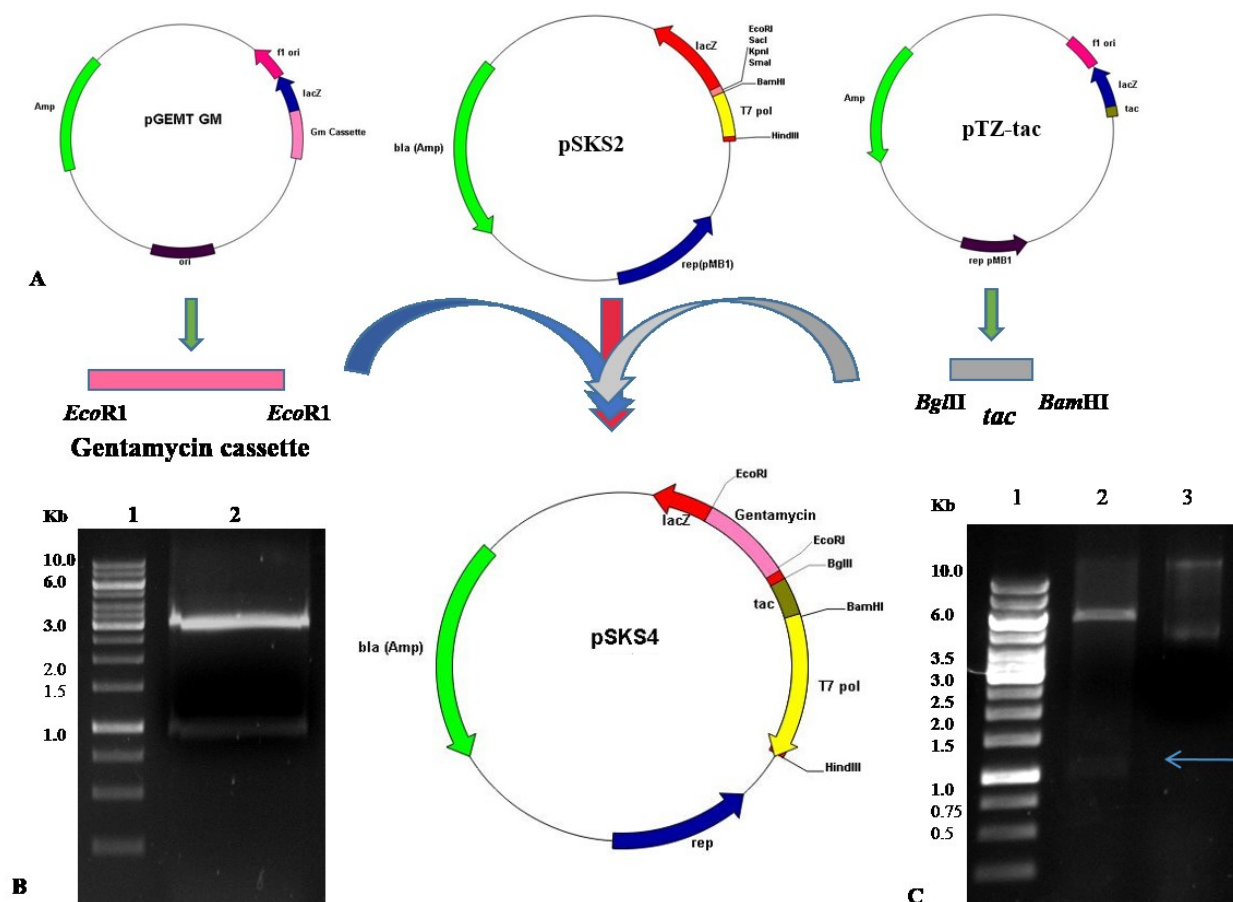 f1 ori
lacZ
Gm Cassette
Amp
pGEMT GM
ori
EcoRI
SacI
KpnI
SmaI
BamHI
lacZ
T7 pol
HindIII
bla (Amp)
pSKS2
rep(pMB1)
f1 ori
lacZ
tac
Amp
pTZ-tac
rep pMB1
A
EcoR1 EcoR1
Gentamycin cassette
BglII tac BamHI
Kb 1 2
10.0
6.0
3.0
2.0
1.5
1.0
B
EcoRI
lacZ
Gentamycin
EcoRI
BglII
tac
BamHI
bla (Amp)
pSKS4
T7 pol
HindIII
rep
Kb 1 2 3
10.0
6.0
3.5
3.0
2.5
2.0
1.5
1.0
0.75
0.5
C